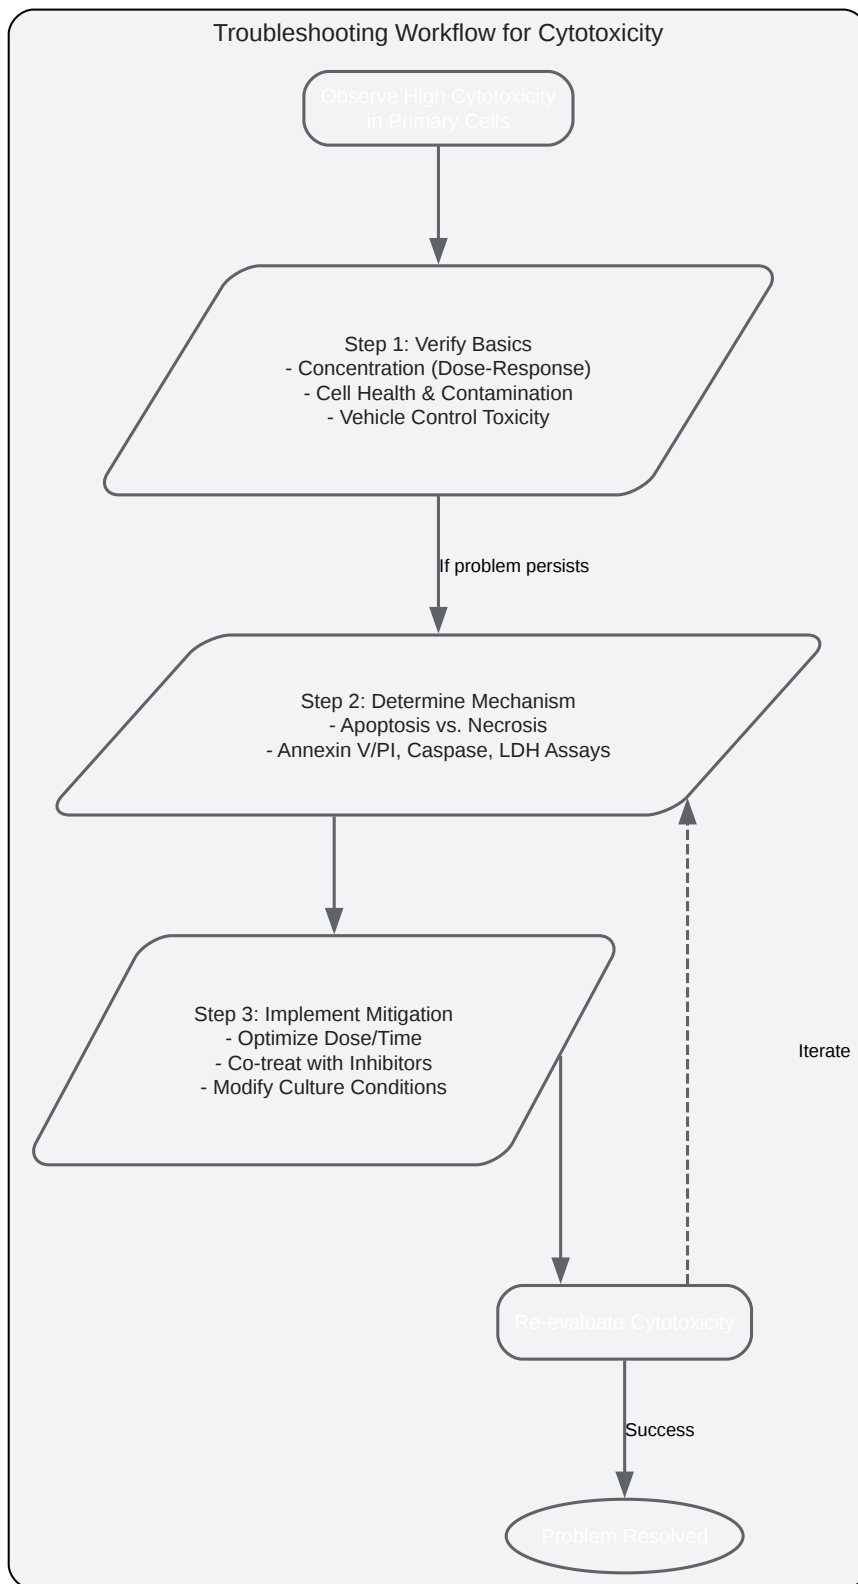 Troubleshooting Workflow for Cytotoxicity
Observe High Cytotoxicity
in Primary Cells
Step 1: Verify Basics
- Concentration (Dose-Response)
- Cell Health & Contamination
- Vehicle Control Toxicity
If problem persists
Step 2: Determine Mechanism
- Apoptosis vs. Necrosis
- Annexin V/PI, Caspase, LDH Assays
Step 3: Implement Mitigation
- Optimize Dose/Time
- Co-treat with Inhibitors
- Modify Culture Conditions
Iterate
Re-evaluate Cytotoxicity
Success
Problem Resolved